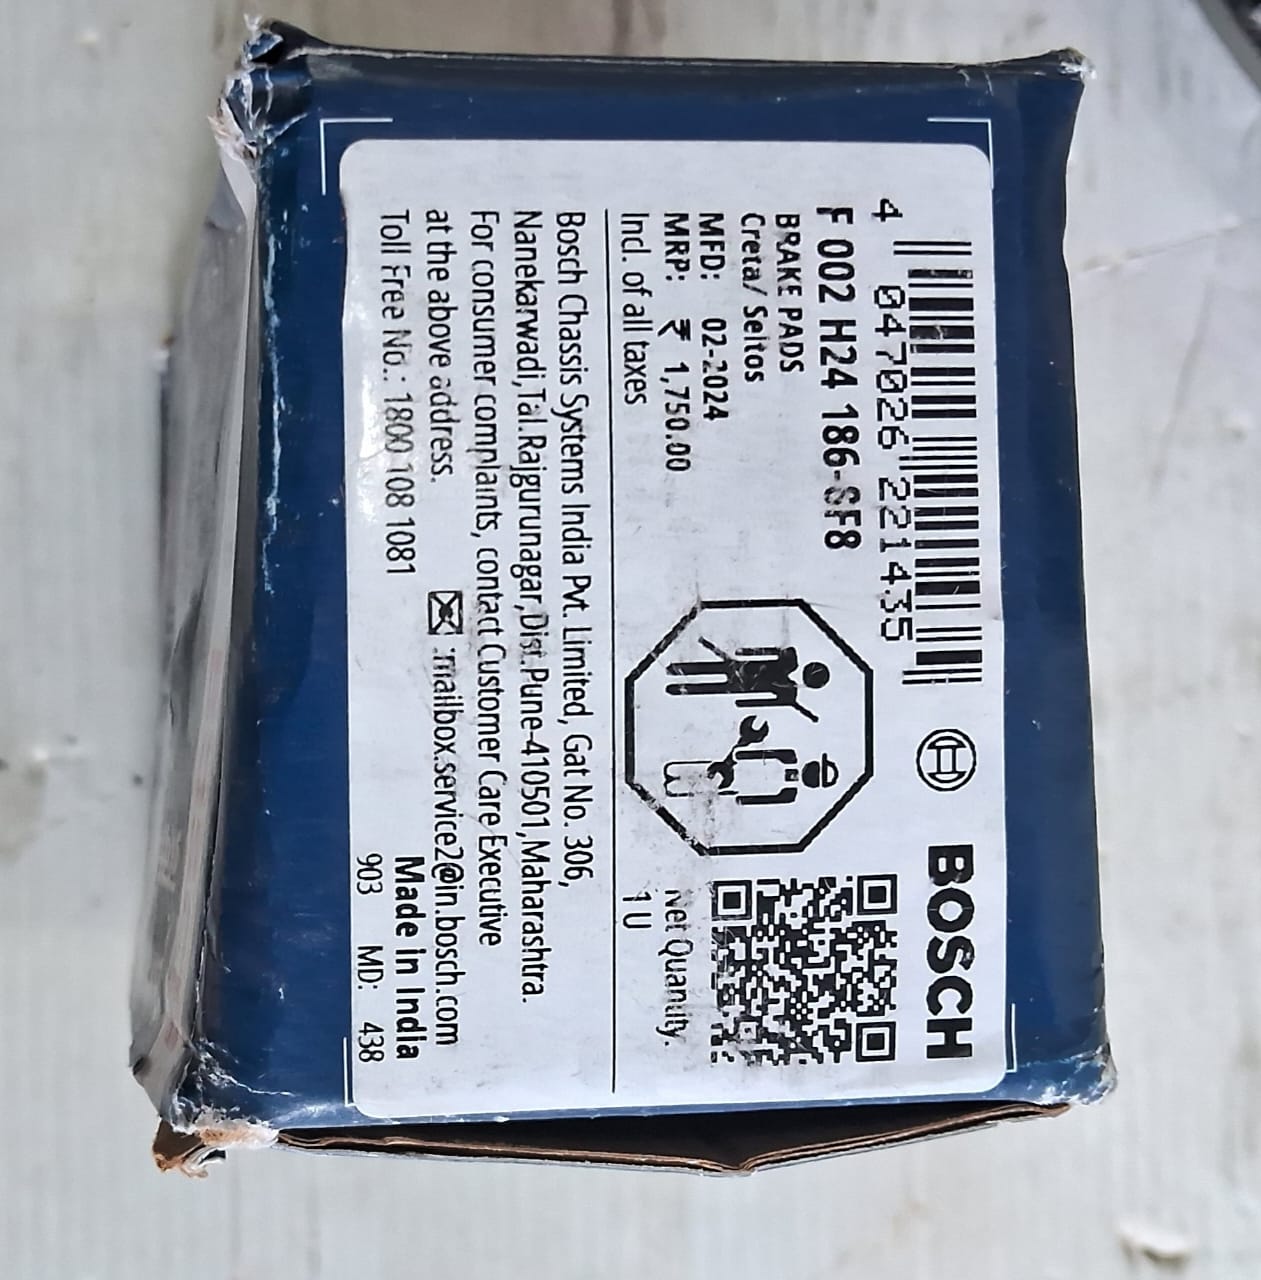 4 047026 221435
BOSCH
F 002 H24 186-SF8
BRAKE PADS
Creta/ Seltos
MFD: 02-2024
MRP: ₹ 1,750.00
Incl. of all taxes
Net Quantity.
1 U
Bosch Chassis Systems India Pvt. Limited, Gat No. 306,
Nanekarwadi,Tal.Rajgurunagar,Dist.Pune-410501,Maharashtra.
For consumer complaints, contact Customer Care Executive
at the above address. :mailbox.service2@in.bosch.com
Toll Free No.: 1800 108 1081
Made in India
903 MD: 438